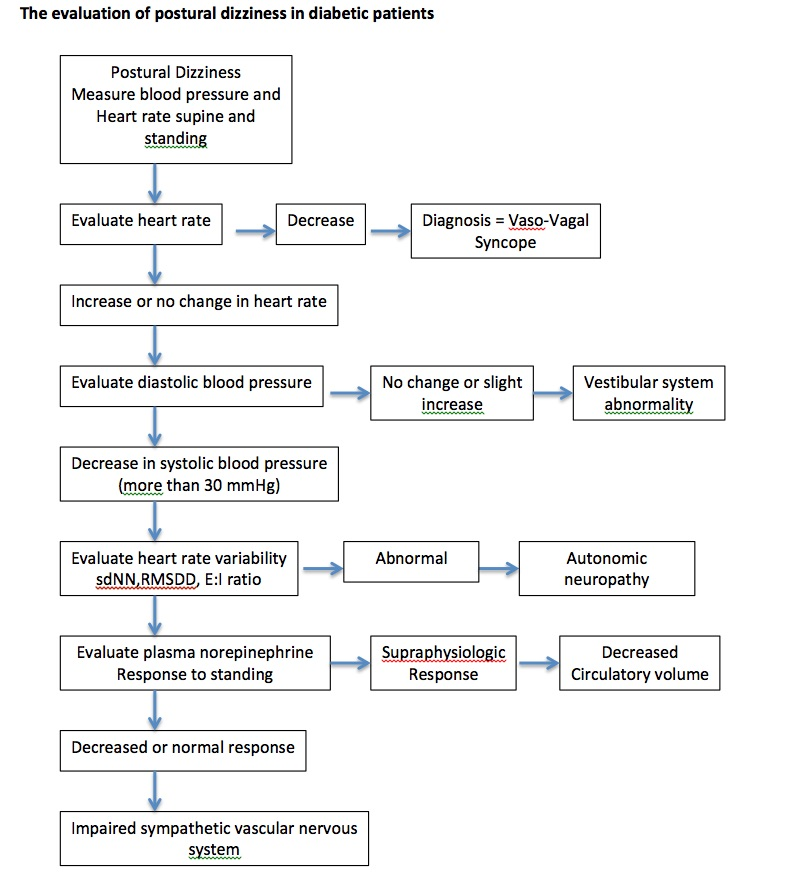 The evaluation of postural dizziness in diabetic patients
Postural Dizziness
Measure blood pressure and
Heart rate supine and
standing
Evaluate heart rate
Decrease
Diagnosis = Vaso-Vagal
Syncope
Increase or no change in heart rate
Evaluate diastolic blood pressure
No change or slight
increase
Vestibular system
abnormality
Decrease in systolic blood pressure
(more than 30 mmHg)
Evaluate heart rate variability
sdNN,RMSDD, E:I ratio
Abnormal
Autonomic
neuropathy
Evaluate plasma norepinephrine
Response to standing
Supraphysiologic
Response
Decreased
Circulatory volume
Decreased or normal response
Impaired sympathetic vascular nervous
system